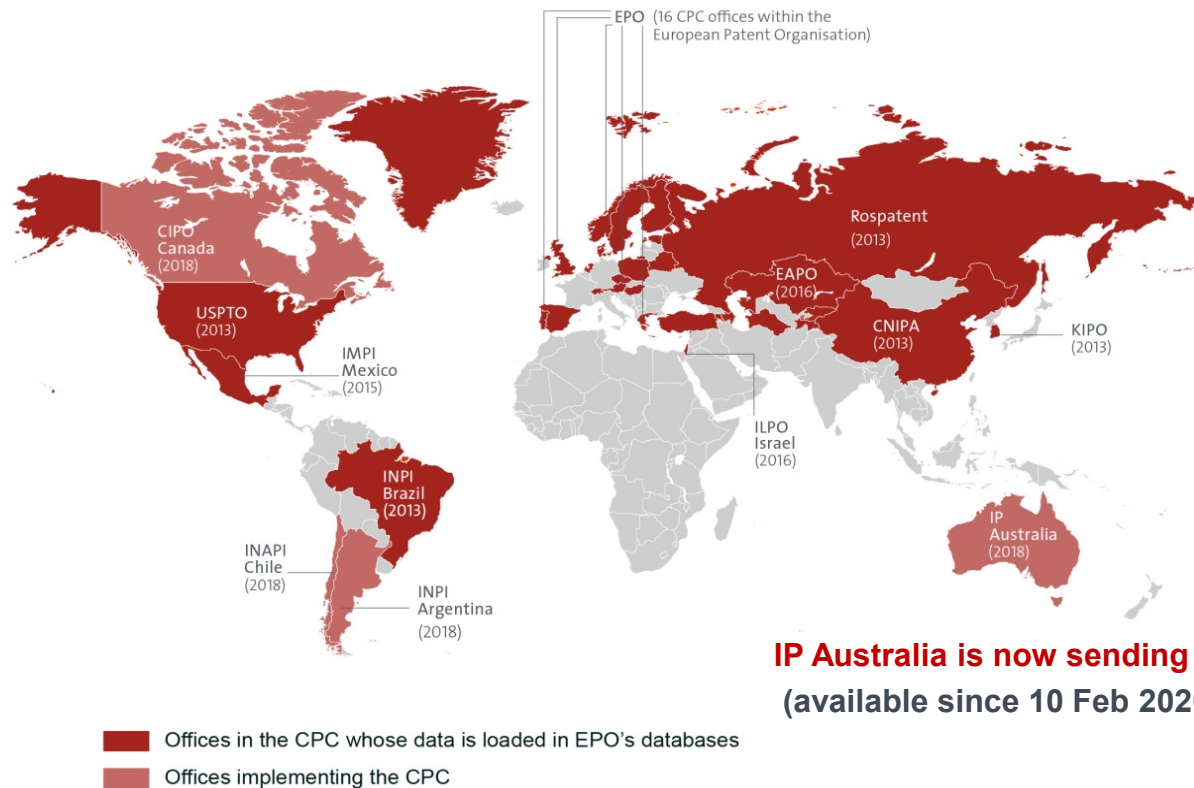 EPO (16 CPC offices within the
European Patent Organisation)
CIPO
Canada
(2018)
USPTO
(2013)
IMPI
Mexico
(2015)
Rospatent
(2013)
EAPO
(2016)
CNIPA
(2013)
KIPO
(2013)
ILPO
Israel
(2016)
INPI
Brazil
(2013)
INAPI
Chile
(2018)
INPI
Argentina
(2018)
IP
Australia
(2018)
IP Australia is now sending
(available since 10 Feb
Offices in the CPC whose data is loaded in EPO's databases
Offices implementing the CPC